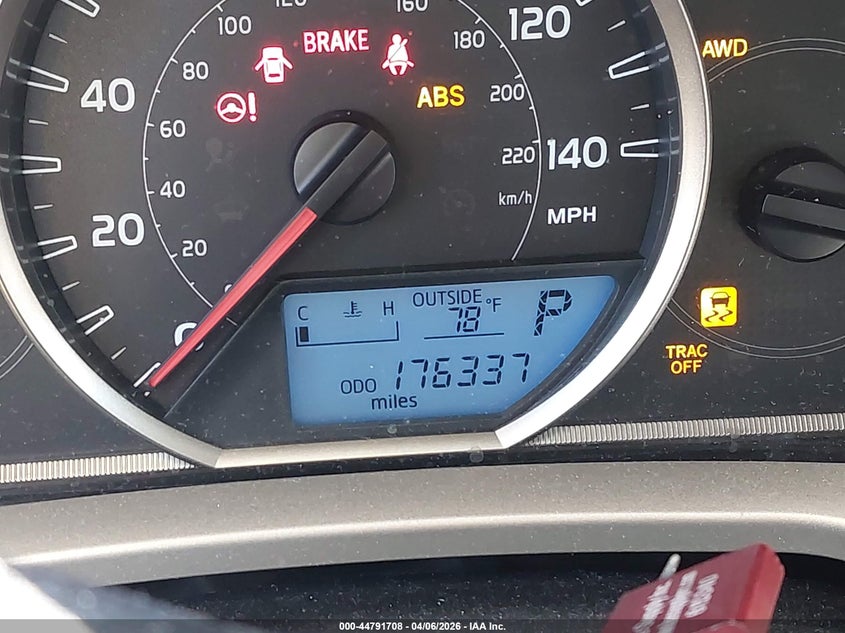 120
160
100
BRAKE
180
120
AWD
80
40
!
ABS
200
60
220
140
40
km/h
20
MPH
20
C
H
OUTSIDE
78 °F
P
TRAC
OFF
ODO 176337
miles
000-44791708 - 04/06/2026 - IAA Inc.